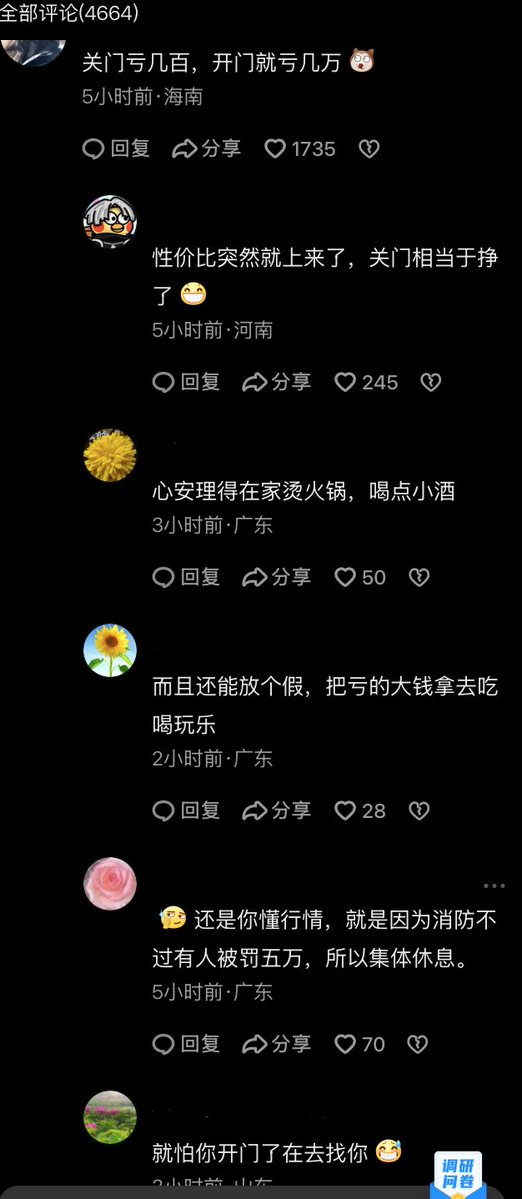 全部评论(4664)
关门亏几百，开门就亏几万
5小时前·海南
回复 分享 1735
性价比突然就上来了，关门相当于挣
了
5小时前·河南
回复 分享 245
心安理得在家烫火锅，喝点小酒
3小时前·广东
回复 分享 50
而且还能放个假，把亏的大钱拿去吃
喝玩乐
2小时前·广东
回复 分享 28
还是你懂行情，就是因为消防不
过有人被罚五万，所以集体休息。
5小时前·广东
回复 分享 70
就怕你开门了在去找你
调研
问卷